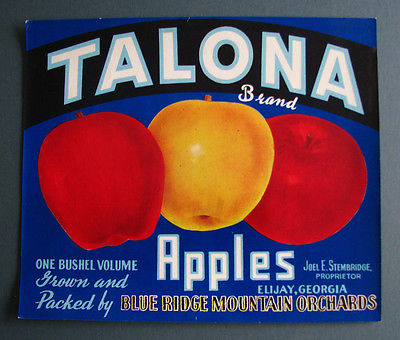 TALONA
Brand
Apples
ONE BUSHEL VOLUME
Grown and
Packed by BLUE RIDGE MOUNTAIN ORCHARDS
JOEL E. STEMBRIDGE,
PROPRIETOR
ELIJAY, GEORGIA